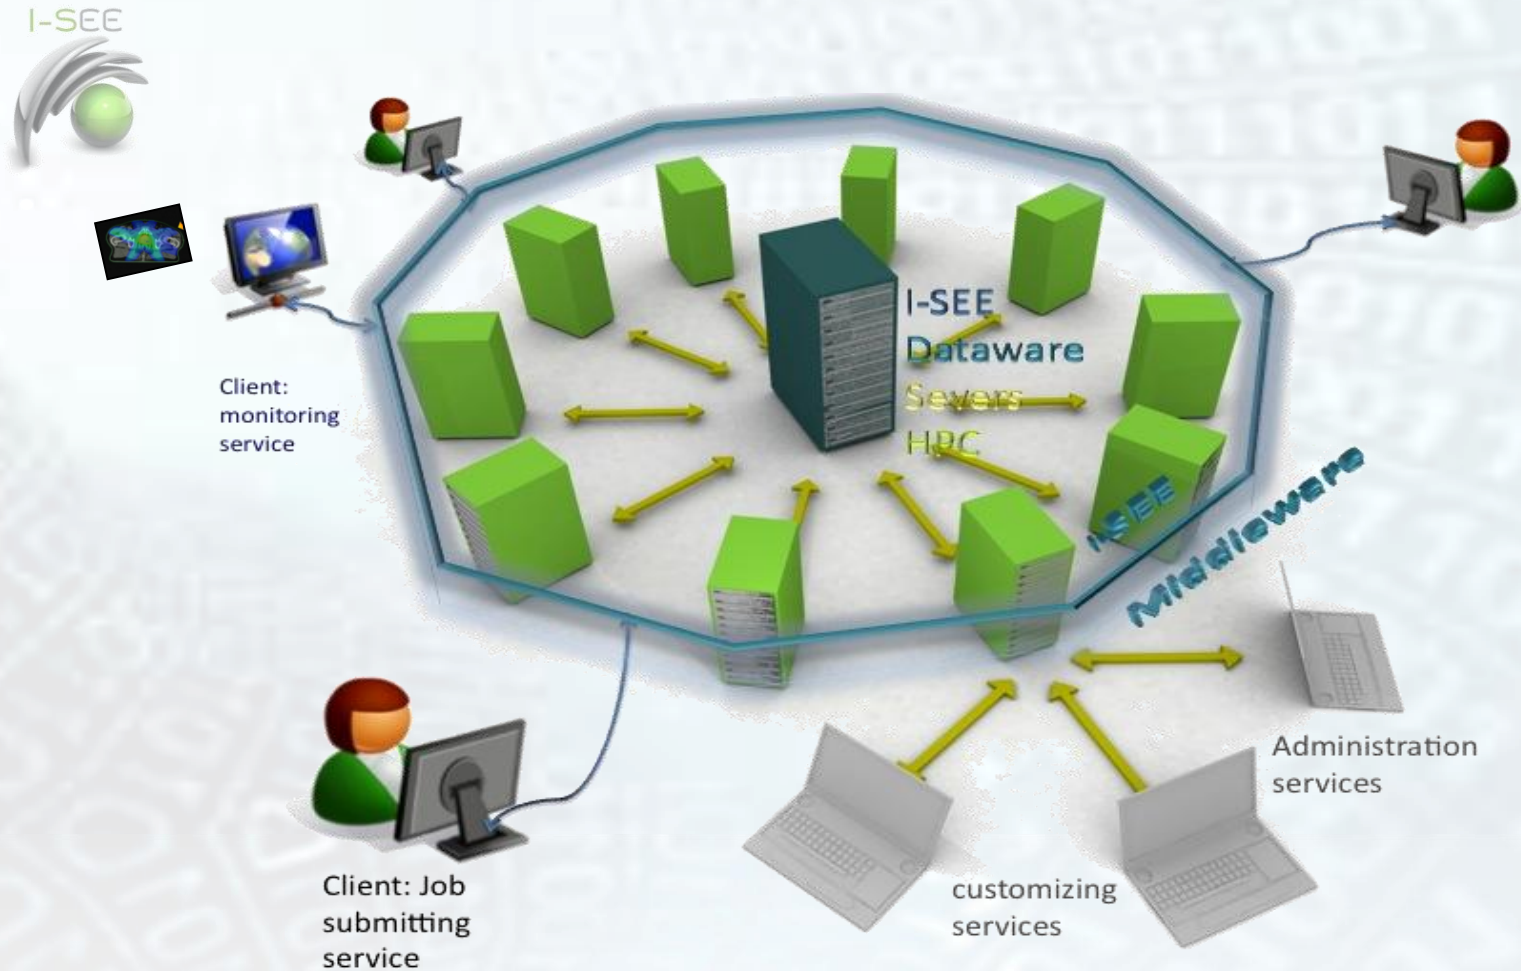 I-SEE
I-SEE
Dataware
Severs
HPC
Client:
monitoring
service
I-SEE
Middleware
Administration
services
customizing
services
Client: Job
submitting
service